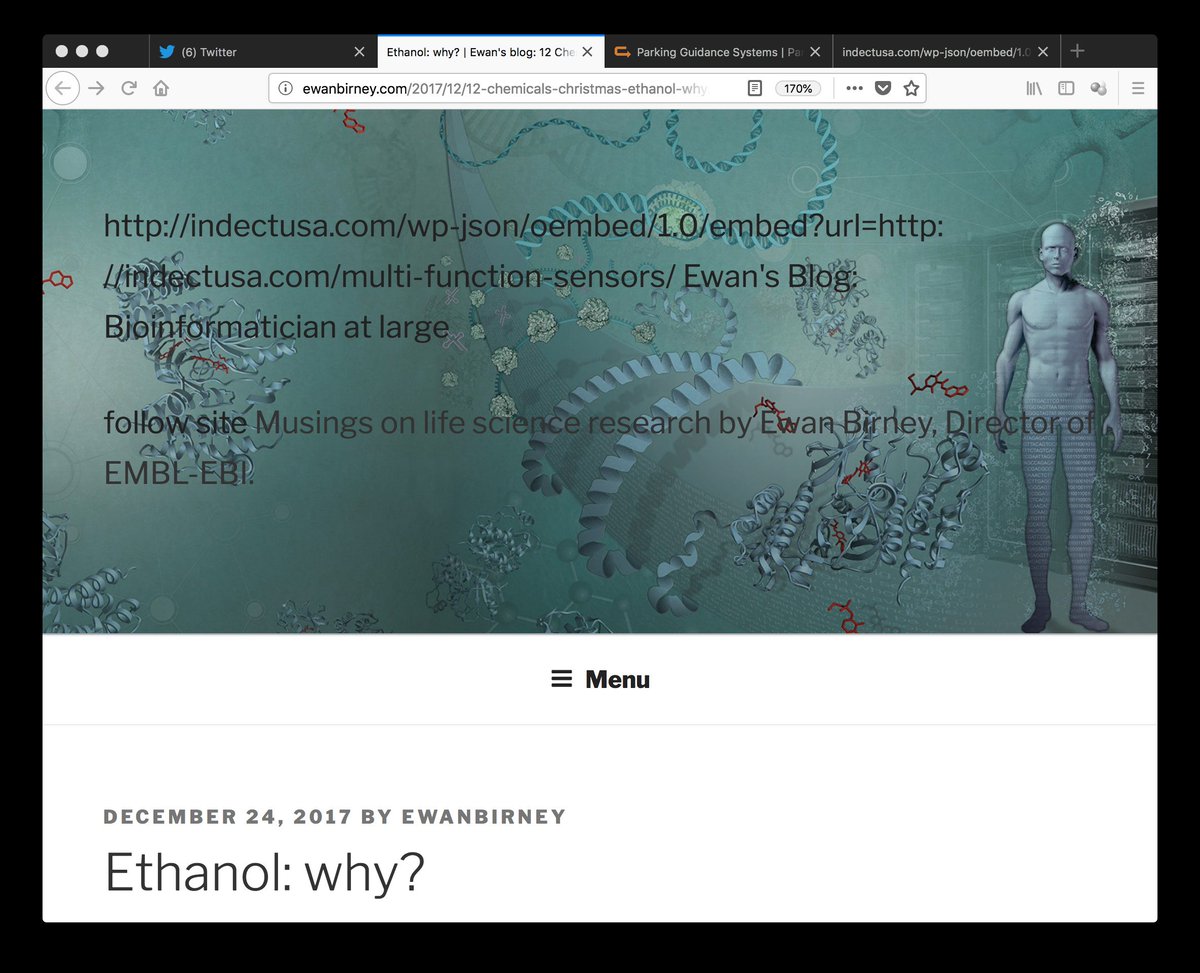 (6) Twitter
Ethanol: why? | Ewan's blog: 12 Che
Parking Guidance Systems | Pa
indectusa.com/wp-json/oembed/1.0
ewanbirney.com/2017/12/12-chemicals-christmas-ethanol-why
170%
http://indectusa.com/wp-json/oembed/1.0/embed?url=http:
//indectusa.com/multi-function-sensors/ Ewan's Blog:
Bioinformatician at large
follow site Musings on life science research by Ewan Birney, Director of
EMBL-EBI.
Menu
DECEMBER 24, 2017 BY EWANBIRNEY
Ethanol: why?